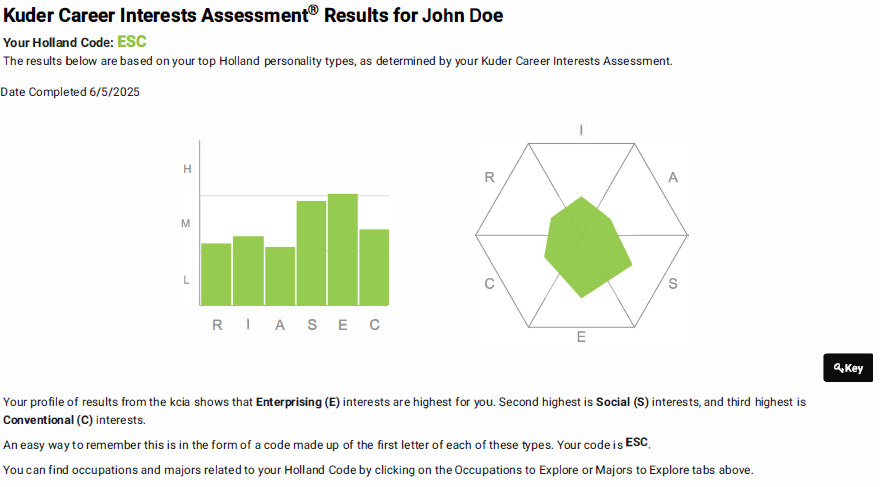 Kuder Career Interests Assessment® Results for John Doe
Your Holland Code: ESC
The results below are based on your top Holland personality types, as determined by your Kuder Career Interests Assessment.
Date Completed 6/5/2025
H
M
L
R I A S E C
I
R A
C S
E
Key
Your profile of results from the kcia shows that Enterprising (E) interests are highest for you. Second highest is Social (S) interests, and third highest is
Conventional (C) interests.
An easy way to remember this is in the form of a code made up of the first letter of each of these types. Your code is ESC.
You can find occupations and majors related to your Holland Code by clicking on the Occupations to Explore or Majors to Explore tabs above.